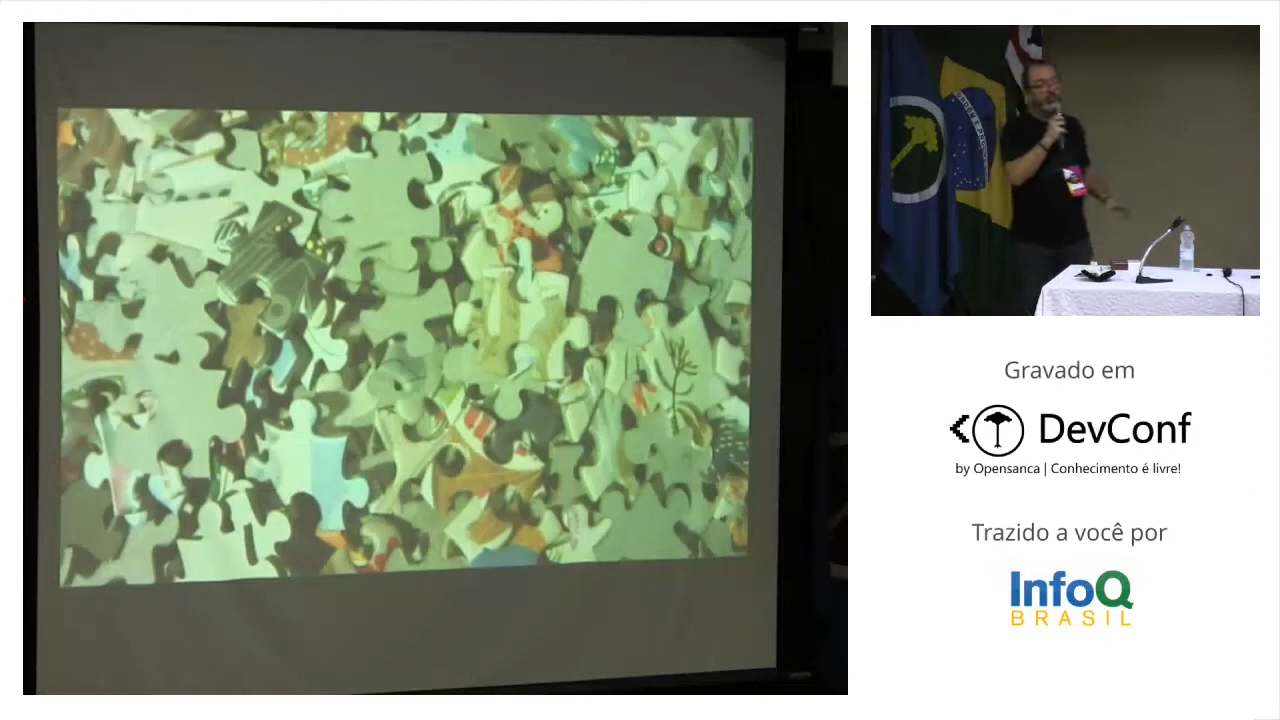 Gravado em
DevConf
by Opensanca | Conhecimento é livre!
Trazido a você por
InfoQ
BRASIL